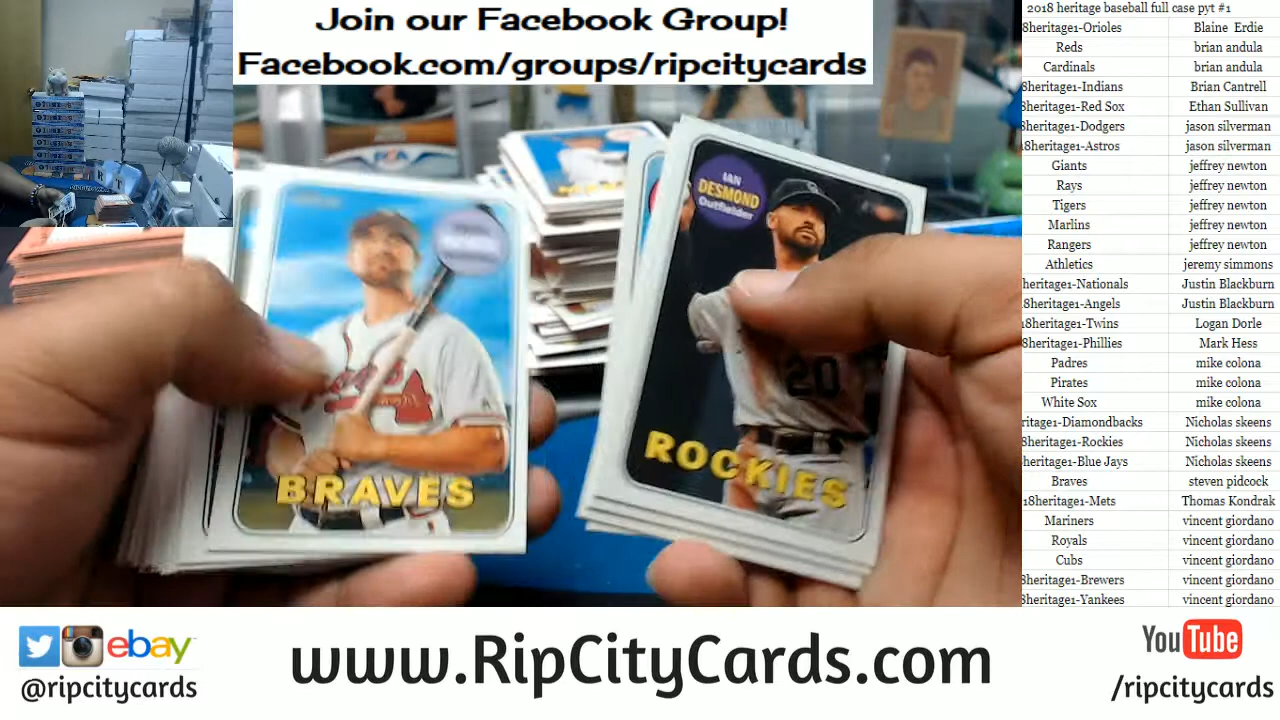 Join our Facebook Group!
Facebook.com/groups/ripcitycards
2018 heritage baseball full case pyt #1
8heritage1-Orioles Blaine Erdie
Reds brian andula
Cardinals brian andula
8heritage1-Indians Brian Cantrell
8heritage1-Red Sox Ethan Sullivan
8heritage1-Dodgers jason silverman
18heritage1-Astros jason silverman
Giants jeffrey newton
Rays jeffrey newton
Tigers jeffrey newton
Marlins jeffrey newton
Rangers jeffrey newton
Athletics jeremy simmons
heritage1-Nationals Justin Blackburn
18heritage1-Angels Justin Blackburn
18heritage1-Twins Logan Dorle
8heritage1-Phillies Mark Hess
Padres mike colona
Pirates mike colona
White Sox mike colona
ritage1-Diamondbacks Nicholas skeens
8heritage1-Rockies Nicholas skeens
heritage1-Blue Jays Nicholas skeens
Braves steven pidcock
18heritage1-Mets Thomas Kondrak
Mariners vincent giordano
Royals vincent giordano
Cubs vincent giordano
8heritage1-Brewers vincent giordano
8heritage1-Yankees vincent giordano
IAN
DESMOND
Outfielder
20
ROCKIES
BRAVES
ebay
@ripcitycards
www.RipCityCards.com
YouTube
/ripcitycards